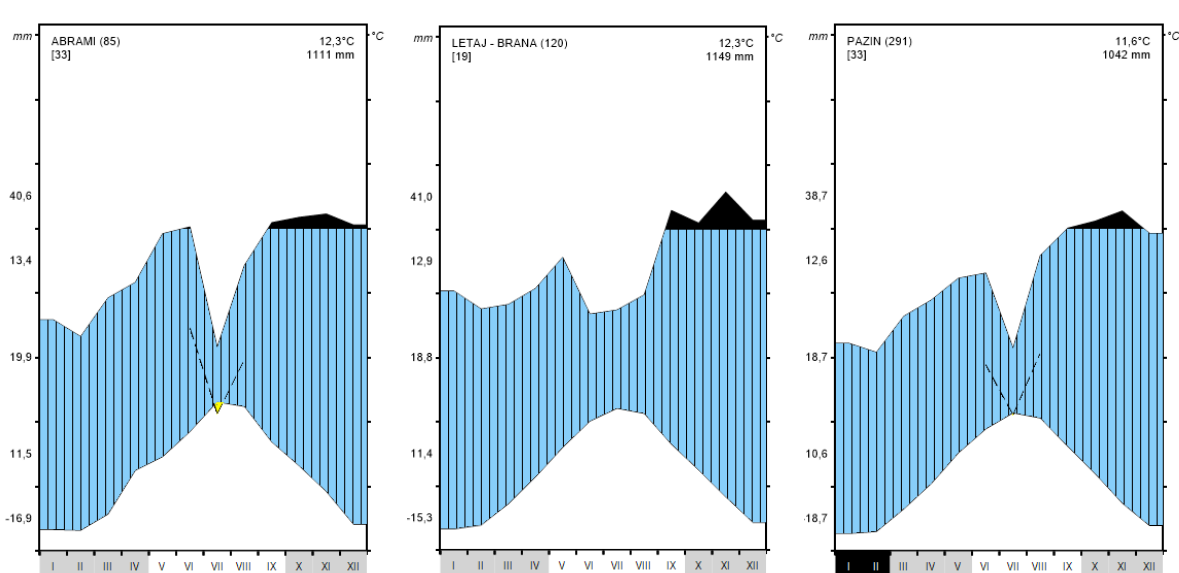 mm
ABRAMI (85)
12,3°C
[33]
1111 mm
°C
40,6
13,4
19,9
11,5
-16,9
I II III IV V VI VII VIII IX X XI XII
mm
LETAJ - BRANA (120)
12,3°C
[19]
1149 mm
°C
41,0
12,9
18,8
11,4
-15,3
I II III IV V VI VII VIII IX X XI XII
mm
PAZIN (291)
11,6°C
[33]
1042 mm
°C
38,7
12,6
18,7
10,6
-18,7
I II III IV V VI VII VIII IX X XI XII